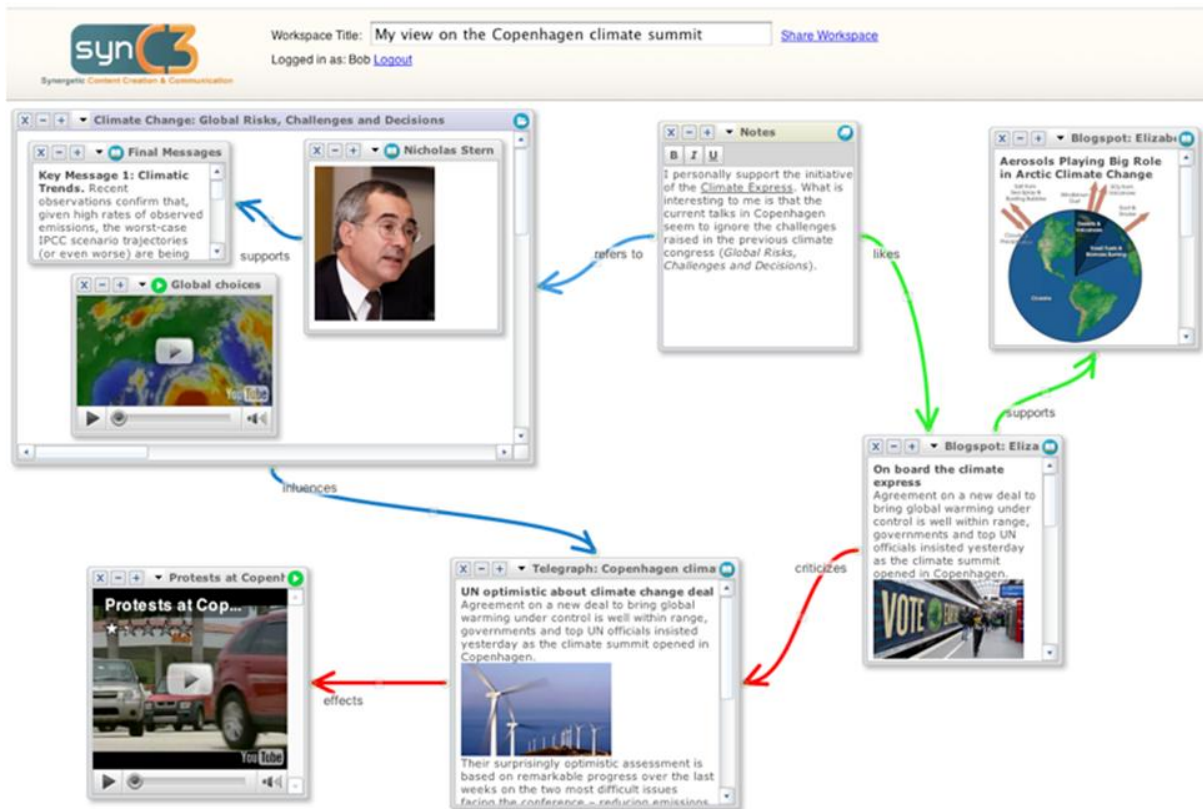 synC3
Synergetic Content Creation & Communication
Workspace Title: My view on the Copenhagen climate summit Share Workspace
Logged in as: Bob Logout
Climate Change: Global Risks, Challenges and Decisions
Final Messages
Key Message 1: Climatic
Trends. Recent
observations confirm that,
given high rates of observed
emissions, the worst-case
IPCC scenario trajectories
(or even worse) are being
supports
Nicholas Stern
Global choices
YouTube
refers to
Notes
B I U
I personally support the initiative
of the Climate Express. What is
interesting to me is that the
current talks in Copenhagen
seem to ignore the challenges
raised in the previous climate
congress (Global Risks,
Challenges and Decisions).
likes
Blogspot: Elizab
Aerosols Playing Big Role
in Arctic Climate Change
Oceans
supports
Blogspot: Eliza
On board the climate
express
Agreement on a new deal to
bring global warming under
control is well within range,
governments and top UN
officials insisted yesterday
as the climate summit
opened in Copenhagen.
VOTE
criticizes
influences
Telegraph: Copenhagen clima
UN optimistic about climate change deal
Agreement on a new deal to bring global
warming under control is well within range,
governments and top UN officials insisted
yesterday as the climate summit opened in
Copenhagen.
Their surprisingly optimistic assessment is
based on remarkable progress over the last
weeks on the two most difficult issues
facing the conference – reducing emissions
effects
Protests at Copenh
Protests at Cop...
YouTube